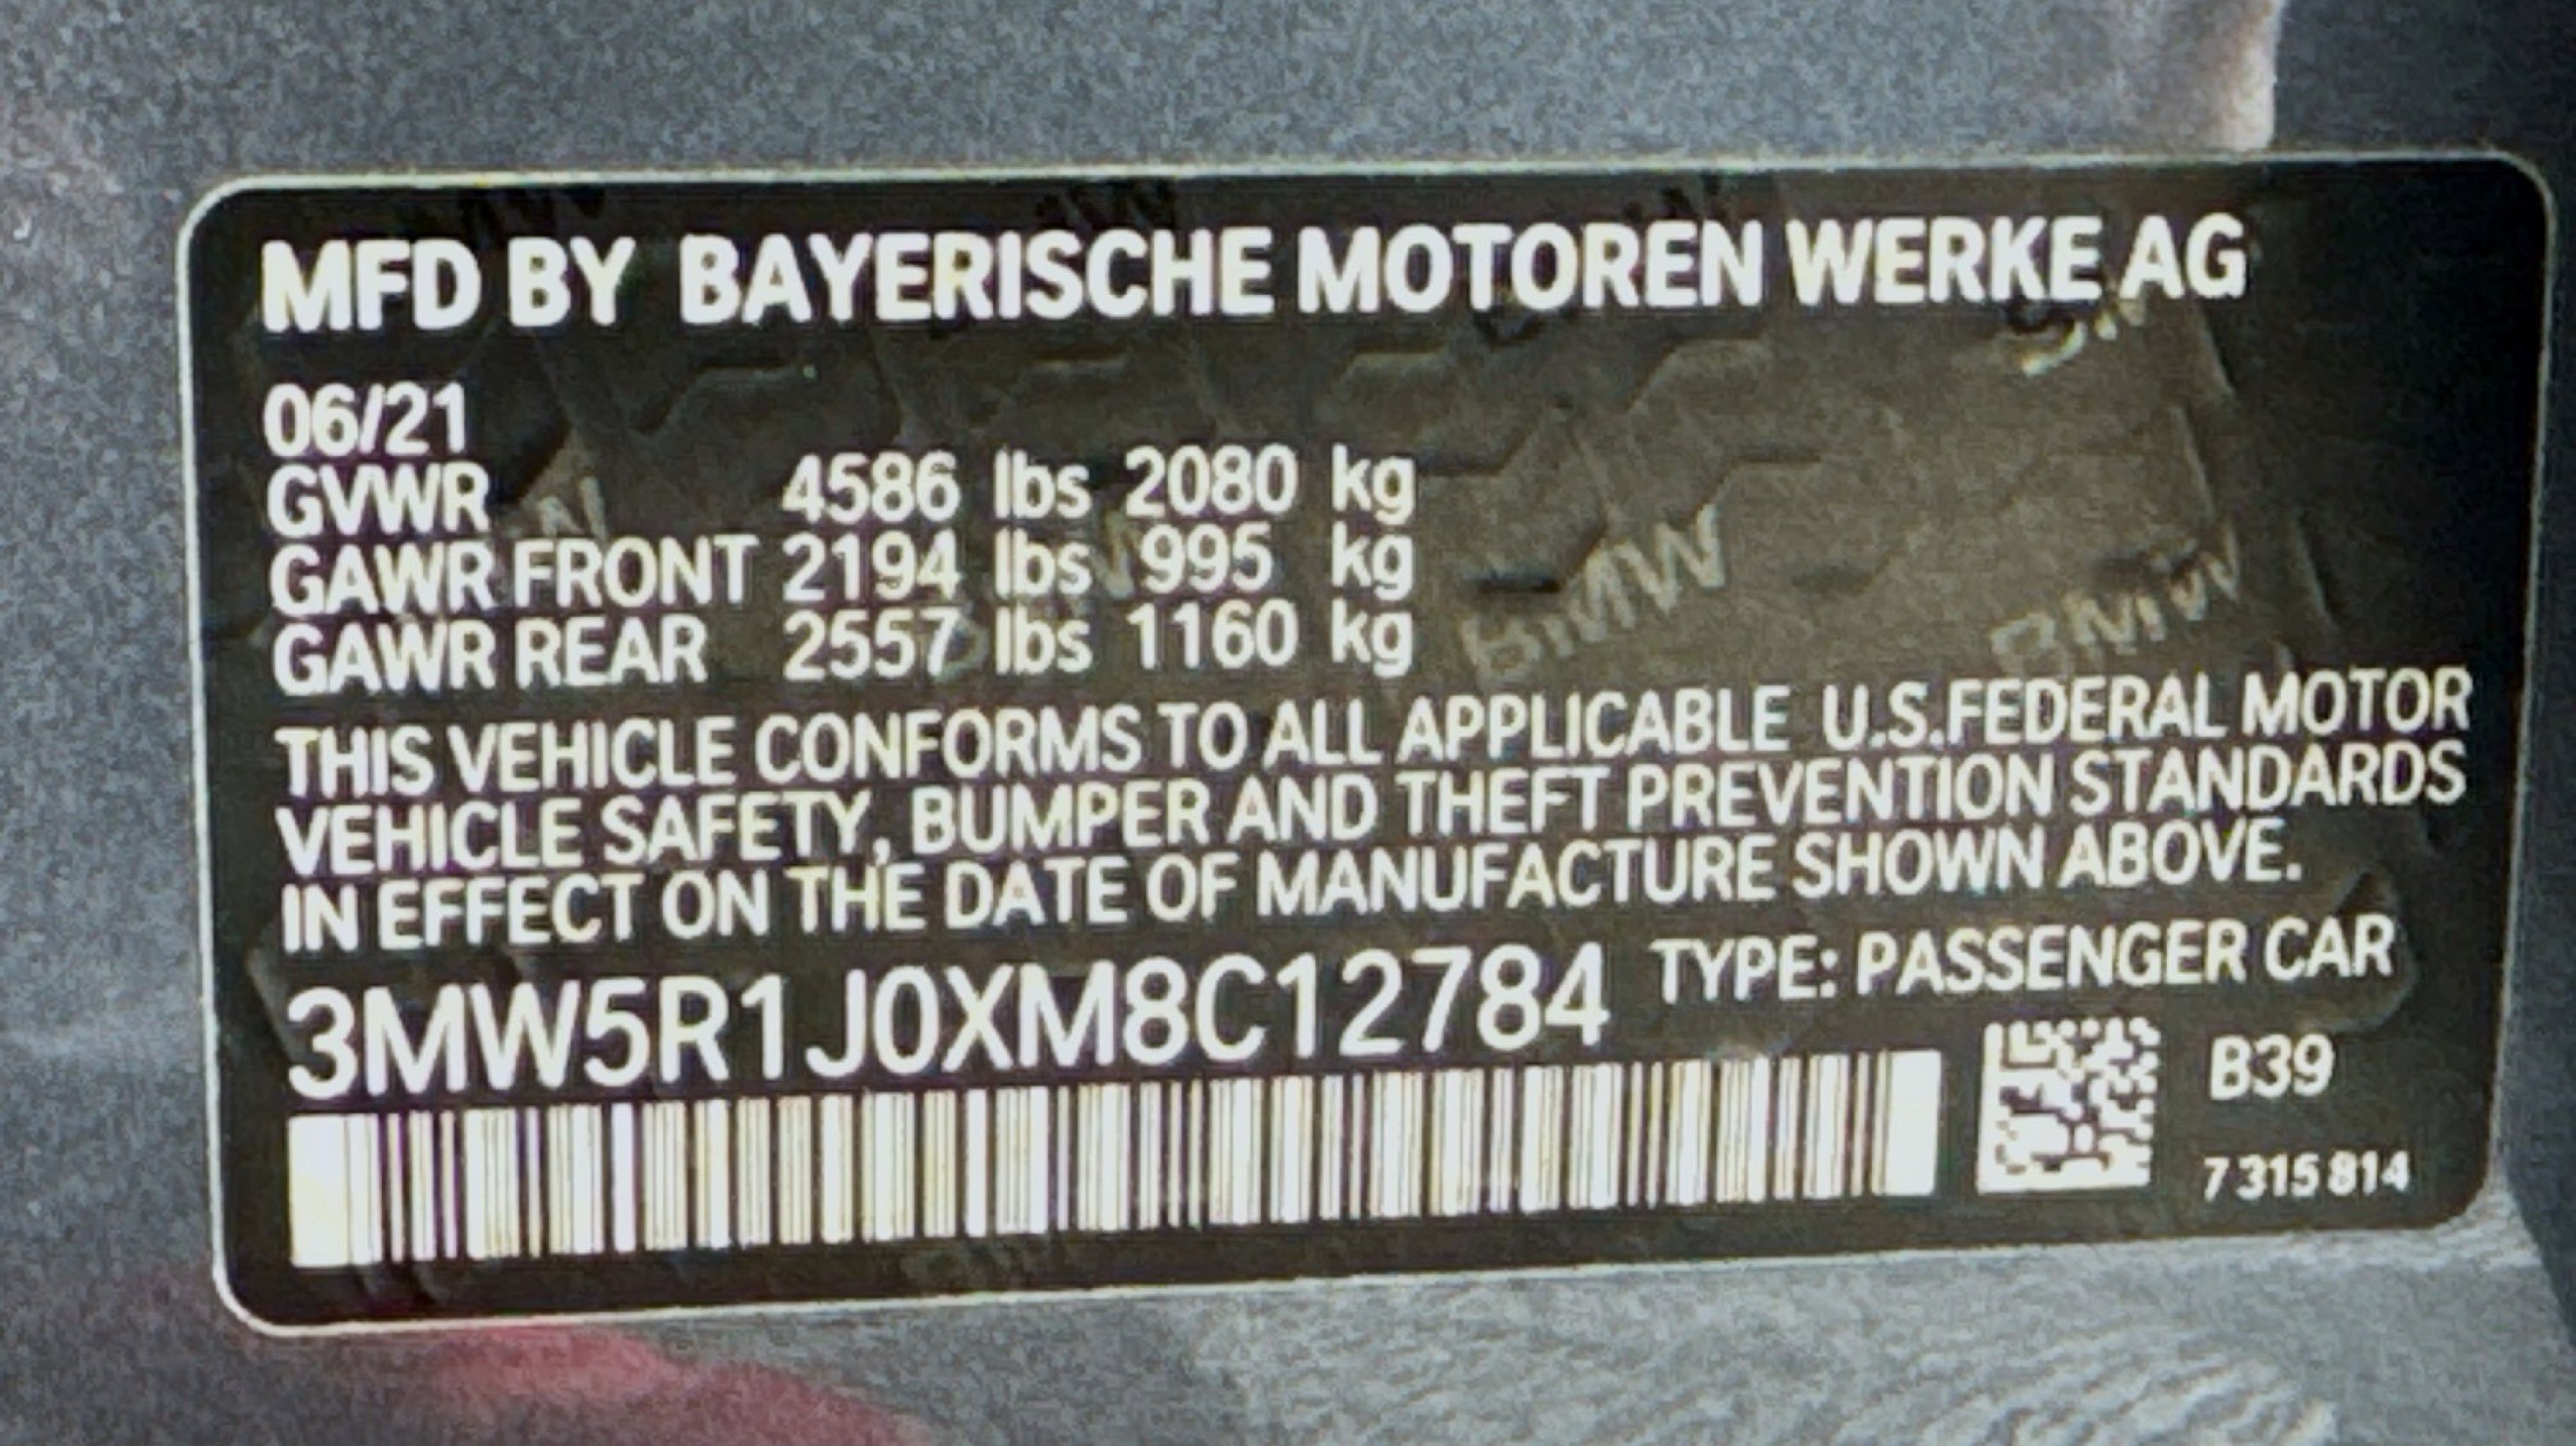 MFD BY BAYERISCHE MOTOREN WERKE AG
06/21
GVWR 4586 lbs 2080 kg
GAWR FRONT 2194 lbs 995 kg
GAWR REAR 2557 lbs 1160 kg
THIS VEHICLE CONFORMS TO ALL APPLICABLE U.S.FEDERAL MOTOR
VEHICLE SAFETY, BUMPER AND THEFT PREVENTION STANDARDS
IN EFFECT ON THE DATE OF MANUFACTURE SHOWN ABOVE.
3MW5R1J0XM8C12784 TYPE: PASSENGER CAR
B39
7 315 814
BMW
BMW